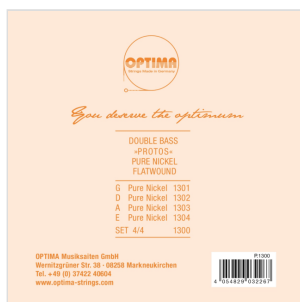 OPTIMA
Strings Made in Germany
You deserve the optimum
DOUBLE BASS
»PROTOS«
PURE NICKEL
FLATWOUND
G Pure Nickel 1301
D Pure Nickel 1302
A Pure Nickel 1303
E Pure Nickel 1304
SET 4/4 1300
OPTIMA Musiksaiten GmbH
Wernitzgrüner Str. 38 · 08258 Markneukirchen
Tel. +49 (0) 37422 40604
www.optima-strings.com
P.1300
4 054829 032267